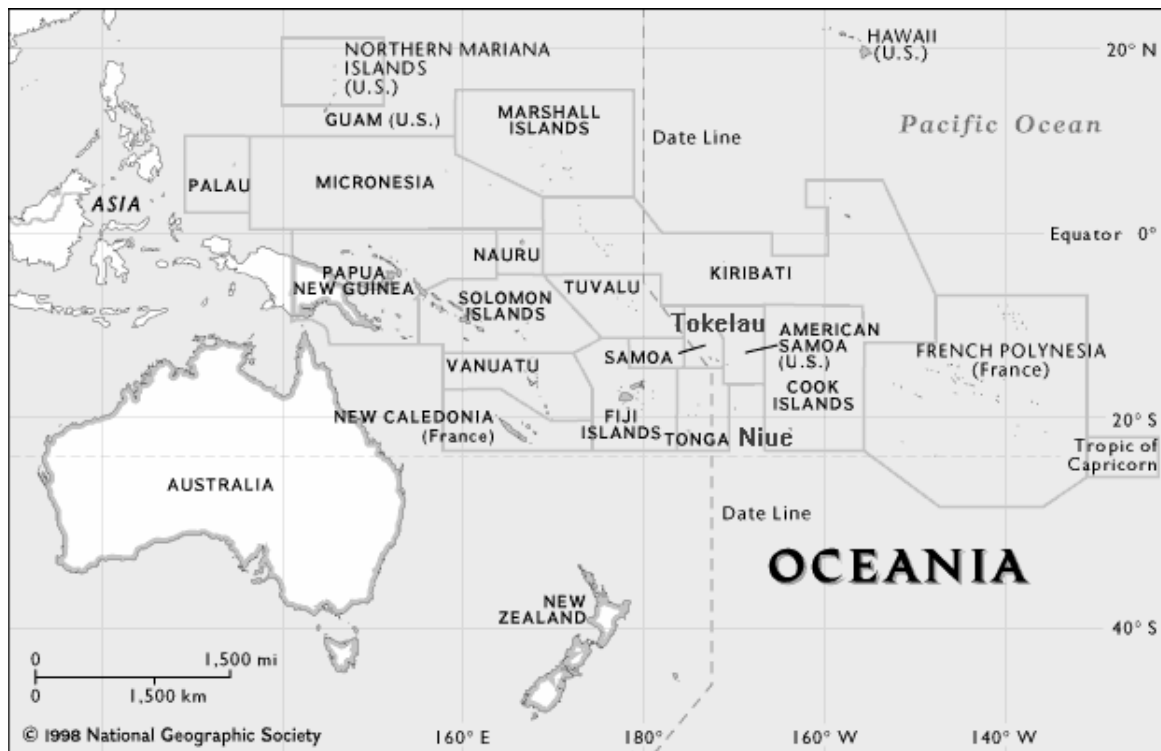 HAWAII
(U.S.)
20° N
NORTHERN MARIANA
ISLANDS
(U.S.)
GUAM (U.S.)
MARSHALL
ISLANDS
Pacific Ocean
Date Line
PALAU
MICRONESIA
ASIA
Equator 0°
NAURU
KIRIBATI
PAPUA
NEW GUINEA
TUVALU
SOLOMON
ISLANDS
Tokelau
AMERICAN
SAMOA
(U.S.)
SAMOA
FRENCH POLYNESIA
(France)
VANUATU
COOK
ISLANDS
NEW CALEDONIA
(France)
FIJI
ISLANDS
TONGA
Niue
20° S
Tropic of
Capricorn
AUSTRALIA
Date Line
OCEANIA
NEW
ZEALAND
40° S
0 1,500 mi
0 1,500 km
© 1998 National Geographic Society
160° E
180°
160° W
140° W